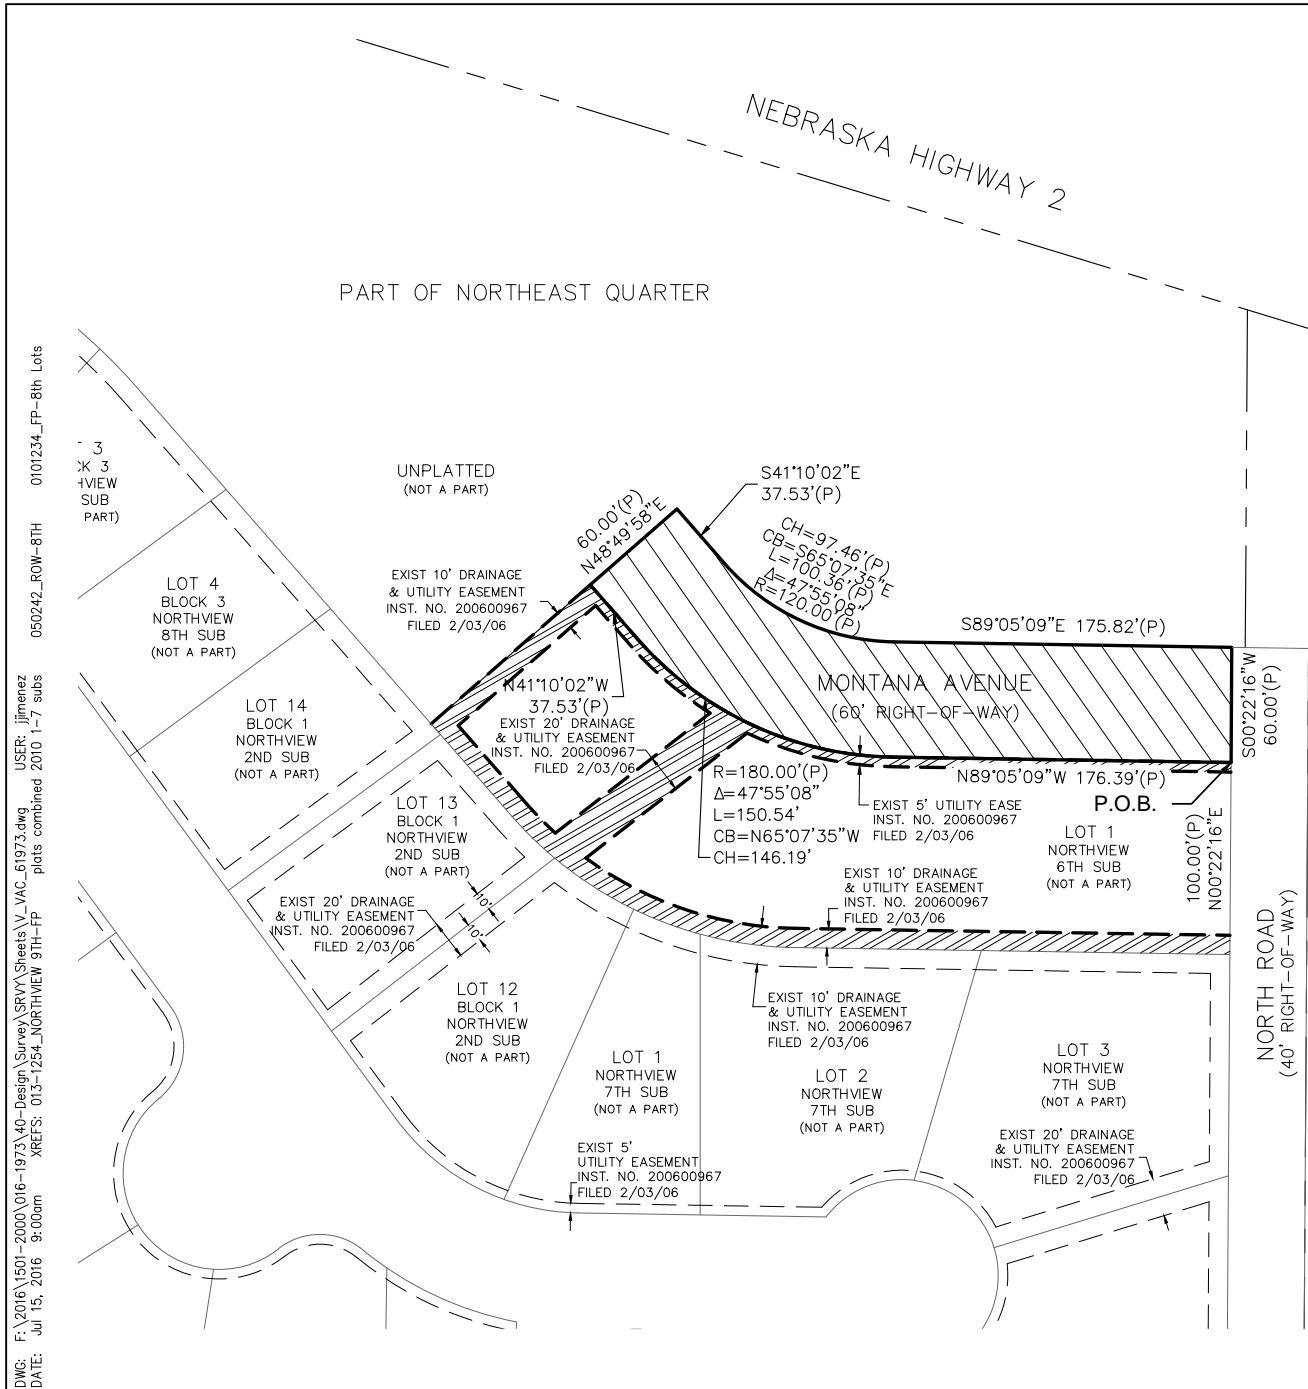 NEBRASKA HIGHWAY 2
PART OF NORTHEAST QUARTER
UNPLATTED
(NOT A PART)
S41°10'02"E
37.53'(P)
60.00'(P)
N48°49'58"E
CH=97.46'(P)
CB=S65°07'35"E
L=100.36'(P)
Δ=47°55'08"
R=120.00'(P)
S89°05'09"E 175.82'(P)
3
CK 3
HVIEW
SUB
PART)
LOT 4
BLOCK 3
NORTHVIEW
8TH SUB
(NOT A PART)
EXIST 10' DRAINAGE
& UTILITY EASEMENT
INST. NO. 200600967
FILED 2/03/06
N41°10'02"W
37.53'(P)
EXIST 20' DRAINAGE
& UTILITY EASEMENT
INST. NO. 200600967
FILED 2/03/06
MONTANA AVENUE
(60' RIGHT-OF-WAY)
S00°22'16"W
60.00'(P)
LOT 14
BLOCK 1
NORTHVIEW
2ND SUB
(NOT A PART)
R=180.00'(P)
Δ=47°55'08"
L=150.54'
CB=N65°07'35"W
CH=146.19'
N89°05'09"W 176.39'(P)
P.O.B.
EXIST 5' UTILITY EASE
INST. NO. 200600967
FILED 2/03/06
LOT 1
NORTHVIEW
6TH SUB
(NOT A PART)
100.00'(P)
N00°22'16"E
LOT 13
BLOCK 1
NORTHVIEW
2ND SUB
(NOT A PART)
10'
10'
EXIST 20' DRAINAGE
& UTILITY EASEMENT
INST. NO. 200600967
FILED 2/03/06
EXIST 10' DRAINAGE
& UTILITY EASEMENT
INST. NO. 200600967
FILED 2/03/06
NORTH ROAD
(40' RIGHT-OF-WAY)
LOT 12
BLOCK 1
NORTHVIEW
2ND SUB
(NOT A PART)
EXIST 10' DRAINAGE
& UTILITY EASEMENT
INST. NO. 200600967
FILED 2/03/06
LOT 1
NORTHVIEW
7TH SUB
(NOT A PART)
LOT 2
NORTHVIEW
7TH SUB
(NOT A PART)
LOT 3
NORTHVIEW
7TH SUB
(NOT A PART)
EXIST 5'
UTILITY EASEMENT
INST. NO. 200600967
FILED 2/03/06
EXIST 20' DRAINAGE
& UTILITY EASEMENT
INST. NO. 200600967
FILED 2/03/06
DWG: F:\2016\1501-2000\016-1973\40-Design\Survey\SRVY\Sheets\V_VAC_61973.dwg USER: jjimenez
DATE: Jul 15, 2016 9:00am XREFS: 013-1254_NORTHVIEW 9TH-FP plats combined 2010 1-7 subs 050242_ROW-8TH 0101234_FP-8th Lots